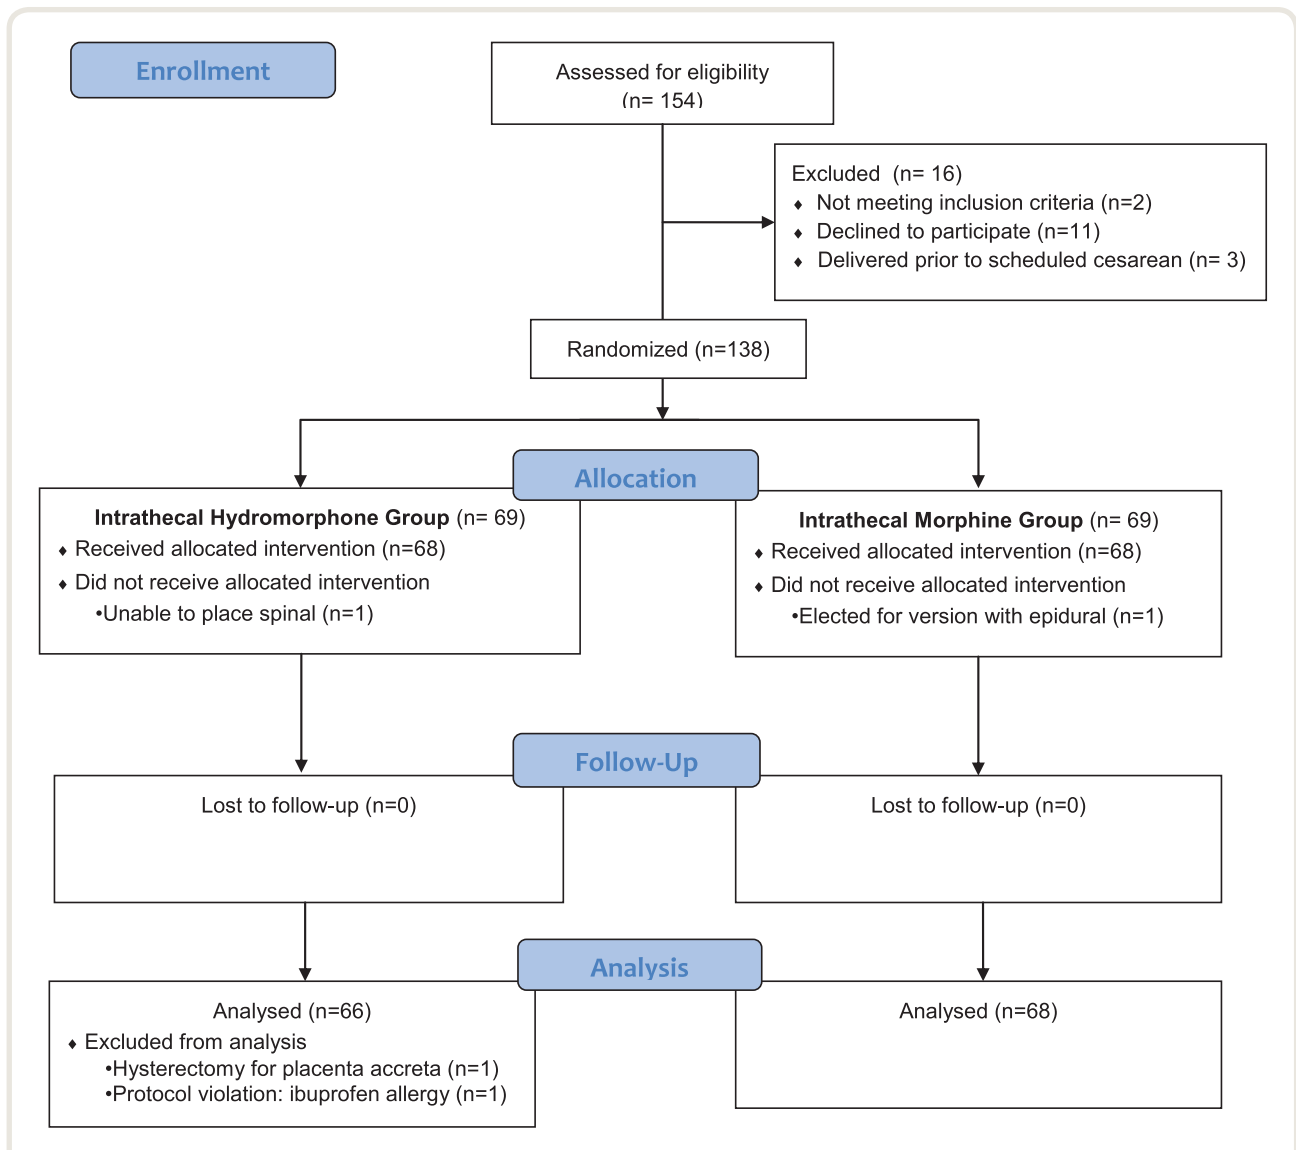 Enrollment
Assessed for eligibility
(n= 154)
Excluded  (n= 16)
♦ Not meeting inclusion criteria (n=2)
♦ Declined to participate (n=11)
♦ Delivered prior to scheduled cesarean (n= 3)
Randomized (n=138)
Allocation
Intrathecal Hydromorphone Group (n= 69)
♦ Received allocated intervention (n=68)
♦ Did not receive allocated intervention
•Unable to place spinal (n=1)
Intrathecal Morphine Group (n= 69)
♦ Received allocated intervention (n=68)
♦ Did not receive allocated intervention
•Elected for version with epidural (n=1)
Follow-Up
Lost to follow-up (n=0)
Lost to follow-up (n=0)
Analysis
Analysed (n=66)
♦ Excluded from analysis
•Hysterectomy for placenta accreta (n=1)
•Protocol violation: ibuprofen allergy (n=1)
Analysed (n=68)